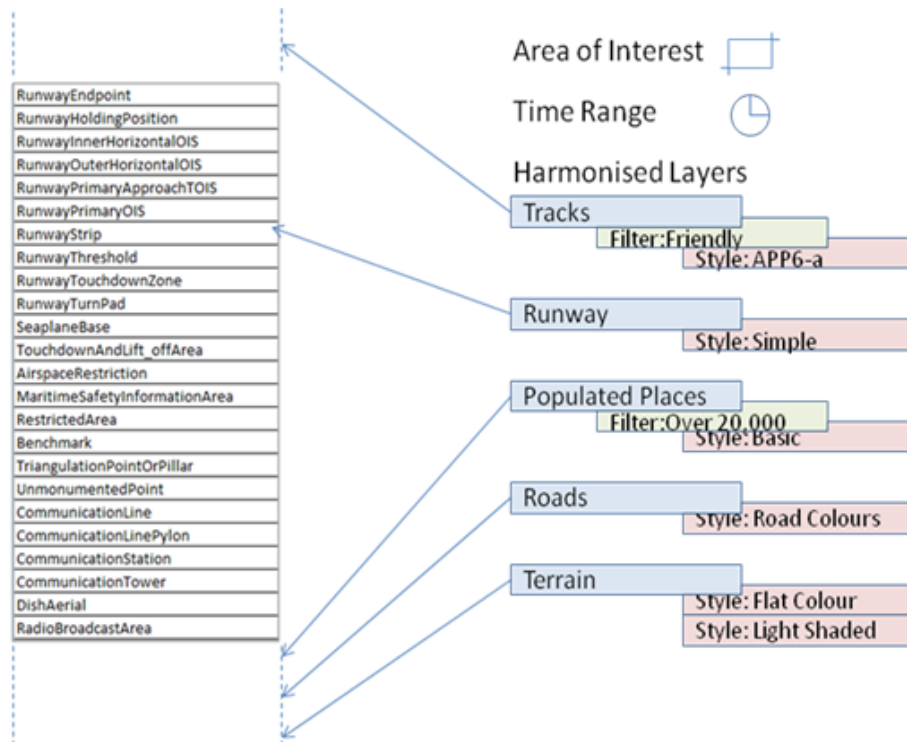 RunwayEndpoint
RunwayHoldingPosition
RunwayInnerHorizontalOIS
RunwayOuterHorizontalOIS
RunwayPrimaryApproachTOIS
RunwayPrimaryOIS
RunwayStrip
RunwayThreshold
RunwayTouchdownZone
RunwayTurnPad
SeaplaneBase
TouchdownAndLift_offArea
AirspaceRestriction
MaritimeSafetyInformationArea
RestrictedArea
Benchmark
TriangulationPointOrPillar
UnmonumentedPoint
CommunicationLine
CommunicationLinePylon
CommunicationStation
CommunicationTower
DishAerial
RadioBroadcastArea
Area of Interest
Time Range
Harmonised Layers
Tracks
Filter:Friendly
Style: APP6-a
Runway
Style: Simple
Populated Places
Filter:Over 20,000
Style: Basic
Roads
Style: Road Colours
Terrain
Style: Flat Colour
Style: Light Shaded